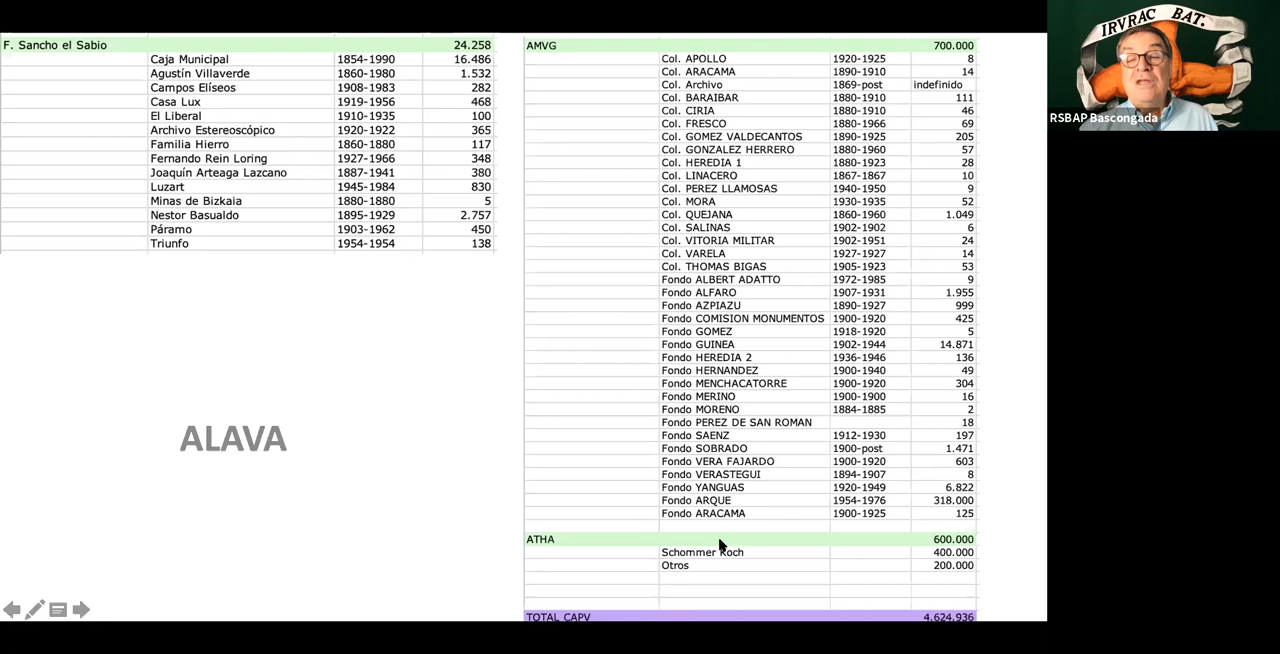 F. Sancho el Sabio 24.258
Caja Municipal 1854-1990 16.486
Agustín Villaverde 1860-1980 1.532
Campos Elíseos 1908-1983 282
Casa Lux 1919-1956 468
El Liberal 1910-1935 100
Archivo Estereoscópico 1920-1922 365
Familia Hierro 1860-1880 117
Fernando Rein Loring 1927-1966 348
Joaquín Arteaga Lazcano 1887-1941 380
Luzart 1945-1984 830
Minas de Bizkaia 1880-1880 5
Nestor Basualdo 1895-1929 2.757
Páramo 1903-1962 450
Triunfo 1954-1954 138
ALAVA
AMVG 700.000
Col. APOLLO 1920-1925 8
Col. ARACAMA 1890-1910 14
Col. Archivo 1869-post indefinido
Col. BARAIBAR 1880-1910 111
Col. CIRIA 1880-1910 46
Col. FRESCO 1880-1966 69
Col. GOMEZ VALDECANTOS 1890-1925 205
Col. GONZALEZ HERRERO 1880-1960 57
Col. HEREDIA 1 1880-1923 28
Col. LINACERO 1867-1867 10
Col. PEREZ LLAMOSAS 1940-1950 9
Col. MORA 1930-1935 52
Col. QUEJANA 1860-1960 1.049
Col. SALINAS 1902-1902 6
Col. VITORIA MILITAR 1902-1951 24
Col. VARELA 1927-1927 14
Col. THOMAS BIGAS 1905-1923 53
Fondo ALBERT ADATTO 1972-1985 9
Fondo ALFARO 1907-1931 1.955
Fondo AZPIAZU 1890-1927 999
Fondo COMISION MONUMENTOS 1900-1920 425
Fondo GOMEZ 1918-1920 5
Fondo GUINEA 1902-1944 14.871
Fondo HEREDIA 2 1936-1946 136
Fondo HERNANDEZ 1900-1940 49
Fondo MENCHACATORRE 1900-1920 304
Fondo MERINO 1900-1900 16
Fondo MORENO 1884-1885 2
Fondo PEREZ DE SAN ROMAN 18
Fondo SAENZ 1912-1930 197
Fondo SOBRADO 1900-post 1.471
Fondo VERA FAJARDO 1900-1920 603
Fondo VERASTEGUI 1894-1907 8
Fondo YANGUAS 1920-1949 6.822
Fondo ARQUE 1954-1976 318.000
Fondo ARACAMA 1900-1925 125
ATHA 600.000
Schommer Koch 400.000
Otros 200.000
TOTAL CAPV 4.624.936
IRVRAC BAT.
RSBAP Bascongada